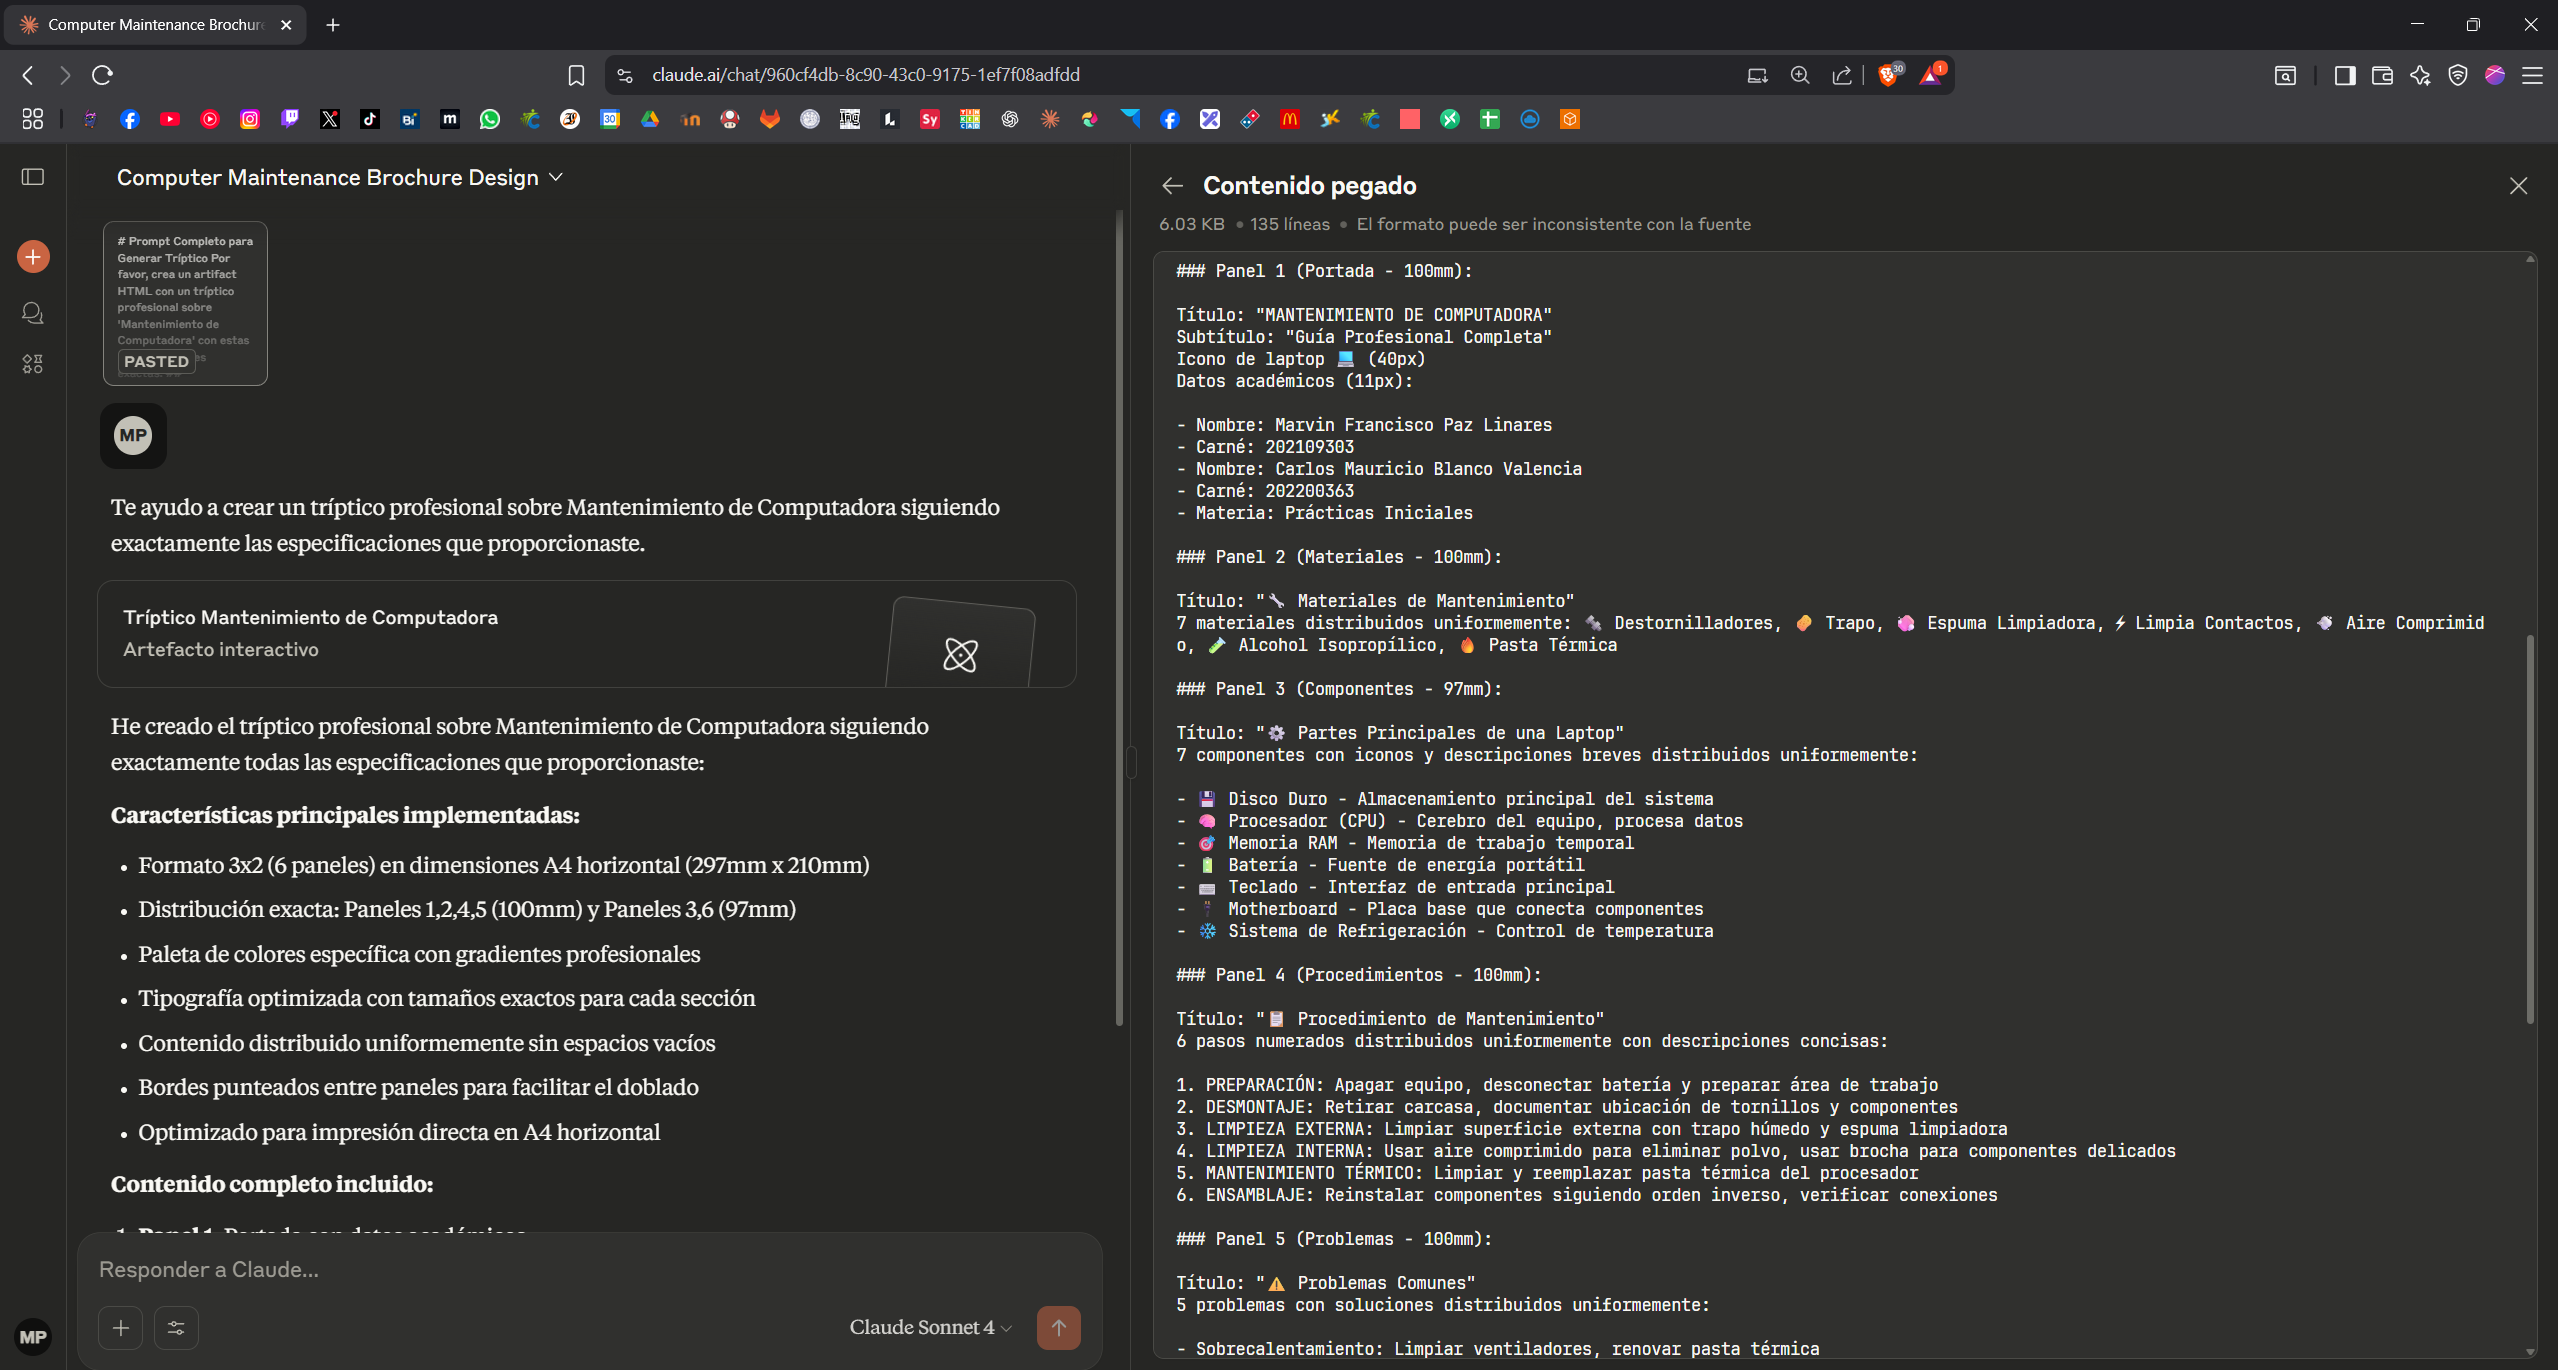 Computer Maintenance Brochure
claude.ai/chat/960cf4db-8c90-43c0-9175-1ef7f08adfdd
30
1
Computer Maintenance Brochure Design
# Prompt Completo para
Generar Tríptico Por
favor, crea un artifact
HTML con un tríptico
profesional sobre
'Mantenimiento de
Computadora' con estas
PASTED
MP
Te ayudo a crear un tríptico profesional sobre Mantenimiento de Computadora siguiendo
exactamente las especificaciones que proporcionaste.
Tríptico Mantenimiento de Computadora
Artefacto interactivo
He creado el tríptico profesional sobre Mantenimiento de Computadora siguiendo
exactamente todas las especificaciones que proporcionaste:
Características principales implementadas:
• Formato 3x2 (6 paneles) en dimensiones A4 horizontal (297mm x 210mm)
• Distribución exacta: Paneles 1,2,4,5 (100mm) y Paneles 3,6 (97mm)
• Paleta de colores específica con gradientes profesionales
• Tipografía optimizada con tamaños exactos para cada sección
• Contenido distribuido uniformemente sin espacios vacíos
• Bordes punteados entre paneles para facilitar el doblado
• Optimizado para impresión directa en A4 horizontal
Contenido completo incluido:
Responder a Claude...
Claude Sonnet 4
MP
Contenido pegado
6.03 KB • 135 líneas • El formato puede ser inconsistente con la fuente
### Panel 1 (Portada - 100mm):
Título: "MANTENIMIENTO DE COMPUTADORA"
Subtítulo: "Guía Profesional Completa"
Icono de laptop 💻 (40px)
Datos académicos (11px):
- Nombre: Marvin Francisco Paz Linares
- Carné: 202109303
- Nombre: Carlos Mauricio Blanco Valencia
- Carné: 202200363
- Materia: Prácticas Iniciales
### Panel 2 (Materiales - 100mm):
Título: "🔧 Materiales de Mantenimiento"
7 materiales distribuidos uniformemente: 🔩 Destornilladores, 🧽 Trapo, 🧼 Espuma Limpiadora, ⚡ Limpia Contactos, 💨 Aire Comprimid
o, 🧪 Alcohol Isopropílico, 🔥 Pasta Térmica
### Panel 3 (Componentes - 97mm):
Título: "⚙️ Partes Principales de una Laptop"
7 componentes con iconos y descripciones breves distribuidos uniformemente:
- 💾 Disco Duro - Almacenamiento principal del sistema
- 🧠 Procesador (CPU) - Cerebro del equipo, procesa datos
- 🎯 Memoria RAM - Memoria de trabajo temporal
- 🔋 Batería - Fuente de energía portátil
- ⌨️ Teclado - Interfaz de entrada principal
- 🔌 Motherboard - Placa base que conecta componentes
- ❄️ Sistema de Refrigeración - Control de temperatura
### Panel 4 (Procedimientos - 100mm):
Título: "📋 Procedimiento de Mantenimiento"
6 pasos numerados distribuidos uniformemente con descripciones concisas:
1. PREPARACIÓN: Apagar equipo, desconectar batería y preparar área de trabajo
2. DESMONTAJE: Retirar carcasa, documentar ubicación de tornillos y componentes
3. LIMPIEZA EXTERNA: Limpiar superficie externa con trapo húmedo y espuma limpiadora
4. LIMPIEZA INTERNA: Usar aire comprimido para eliminar polvo, usar brocha para componentes delicados
5. MANTENIMIENTO TÉRMICO: Limpiar y reemplazar pasta térmica del procesador
6. ENSAMBLAJE: Reinstalar componentes siguiendo orden inverso, verificar conexiones
### Panel 5 (Problemas - 100mm):
Título: "⚠️ Problemas Comunes"
5 problemas con soluciones distribuidos uniformemente:
- Sobrecalentamiento: Limpiar ventiladores, renovar pasta térmica